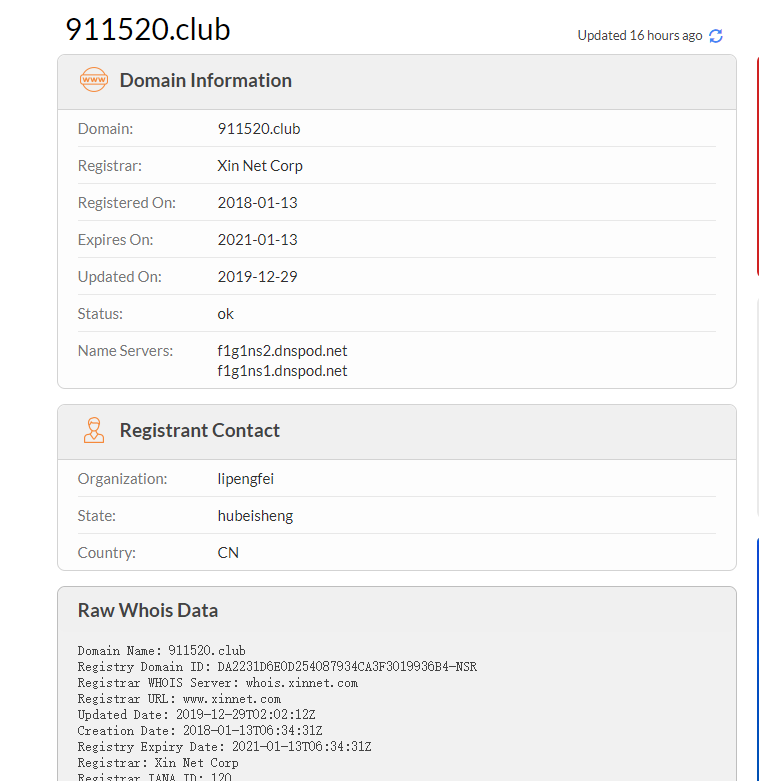 911520.club
Updated 16 hours ago
www
Domain Information
Domain: 911520.club
Registrar: Xin Net Corp
Registered On: 2018-01-13
Expires On: 2021-01-13
Updated On: 2019-12-29
Status: ok
Name Servers: f1g1ns2.dnspod.net
f1g1ns1.dnspod.net
Registrant Contact
Organization: lipengfei
State: hubeisheng
Country: CN
Raw Whois Data
Domain Name: 911520.club
Registry Domain ID: DA2231D6E0D254087934CA3F3019936B4-NSR
Registrar WHOIS Server: whois.xinnet.com
Registrar URL: www.xinnet.com
Updated Date: 2019-12-29T02:02:12Z
Creation Date: 2018-01-13T06:34:31Z
Registry Expiry Date: 2021-01-13T06:34:31Z
Registrar: Xin Net Corp
Registrar IANA ID: 120